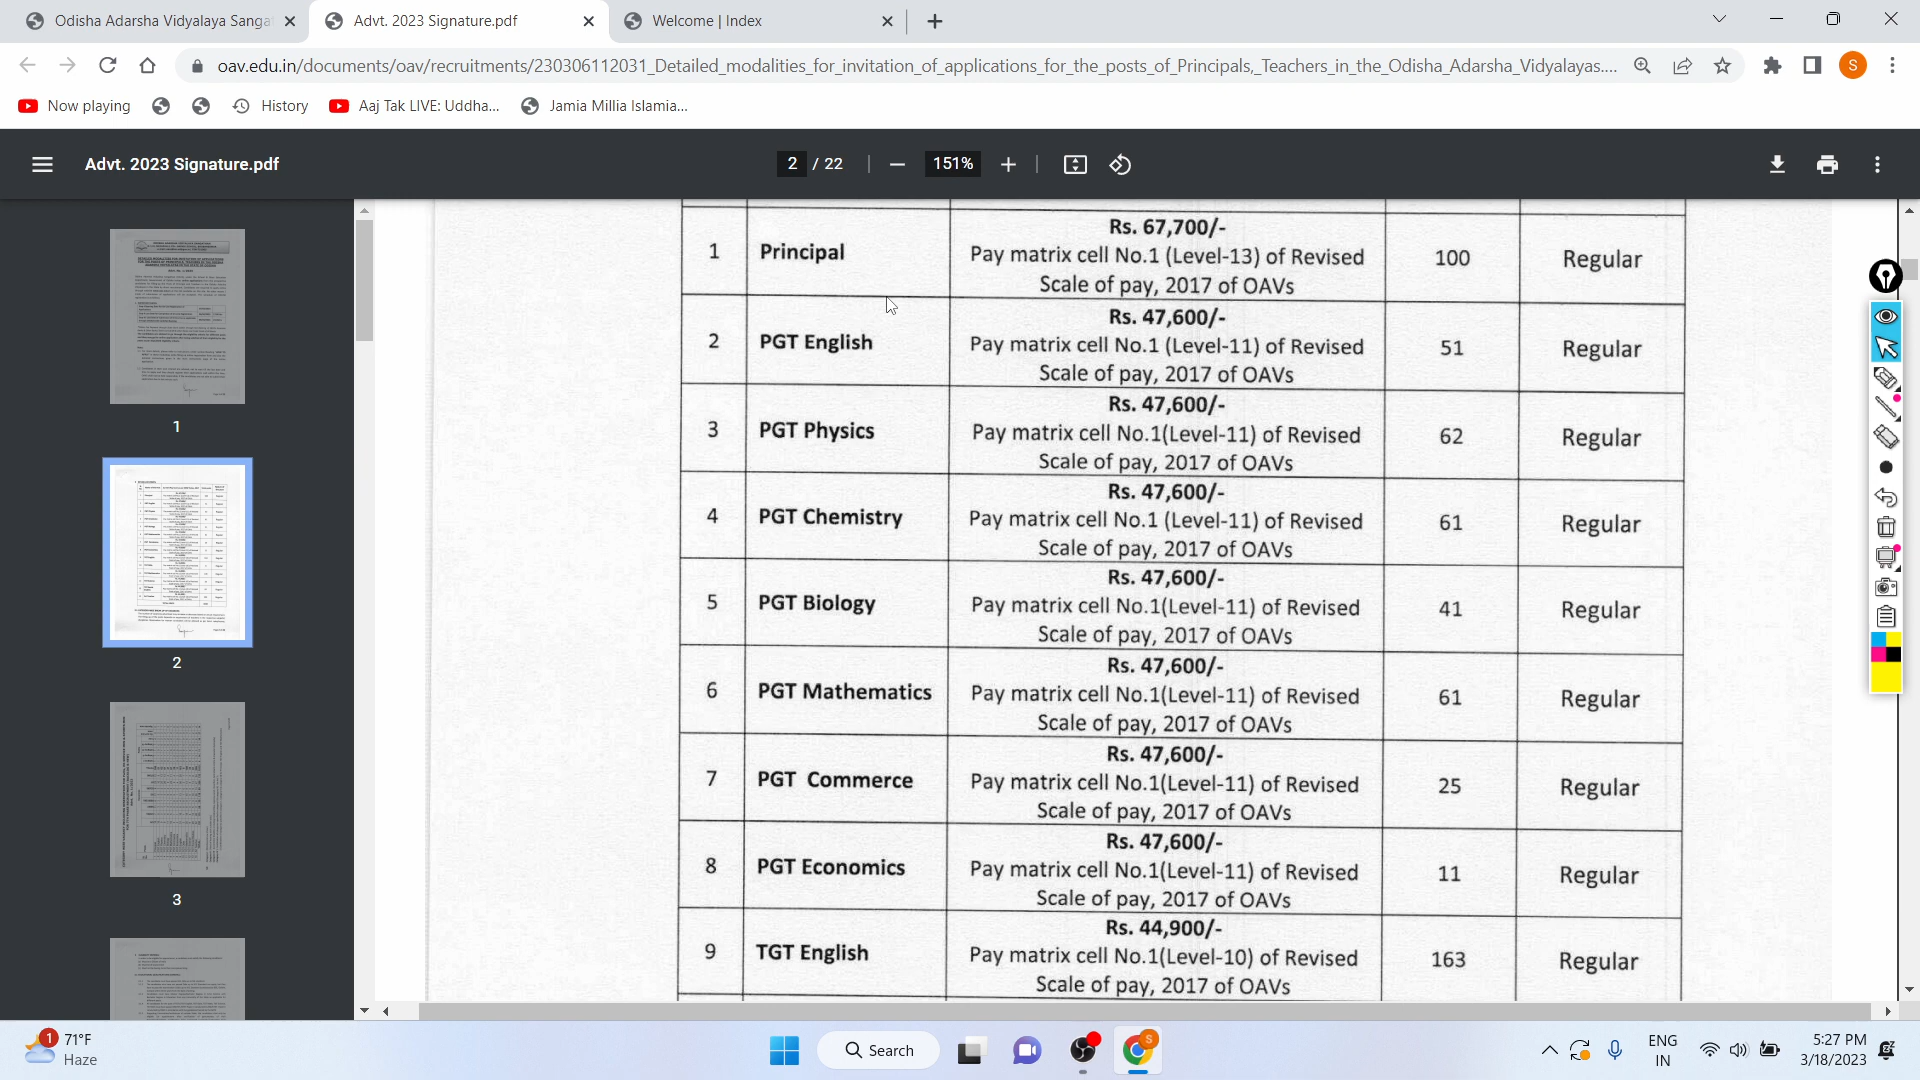 Odisha Adarsha Vidyalaya Sanga
Advt. 2023 Signature.pdf
Welcome | Index
oav.edu.in/documents/oav/recruitments/230306112031_Detailed_modalities_for_invitation_of_applications_for_the_posts_of_Principals,_Teachers_in_the_Odisha_Adarsha_Vidyalayas....
S
Now playing
History
Aaj Tak LIVE: Uddha...
Jamia Millia Islamia...
Advt. 2023 Signature.pdf
2 / 22
151%
1
2
3
Rs. 67,700/-
1 Principal Pay matrix cell No.1 (Level-13) of Revised 100 Regular
Scale of pay, 2017 of OAVs
Rs. 47,600/-
2 PGT English Pay matrix cell No.1 (Level-11) of Revised 51 Regular
Scale of pay, 2017 of OAVs
Rs. 47,600/-
3 PGT Physics Pay matrix cell No.1(Level-11) of Revised 62 Regular
Scale of pay, 2017 of OAVs
Rs. 47,600/-
4 PGT Chemistry Pay matrix cell No.1 (Level-11) of Revised 61 Regular
Scale of pay, 2017 of OAVs
Rs. 47,600/-
5 PGT Biology Pay matrix cell No.1(Level-11) of Revised 41 Regular
Scale of pay, 2017 of OAVs
Rs. 47,600/-
6 PGT Mathematics Pay matrix cell No.1(Level-11) of Revised 61 Regular
Scale of pay, 2017 of OAVs
Rs. 47,600/-
7 PGT Commerce Pay matrix cell No.1(Level-11) of Revised 25 Regular
Scale of pay, 2017 of OAVs
Rs. 47,600/-
8 PGT Economics Pay matrix cell No.1(Level-11) of Revised 11 Regular
Scale of pay, 2017 of OAVs
Rs. 44,900/-
9 TGT English Pay matrix cell No.1(Level-10) of Revised 163 Regular
Scale of pay, 2017 of OAVs
1
71°F
Haze
Search
S
ENG
IN
5:27 PM
3/18/2023